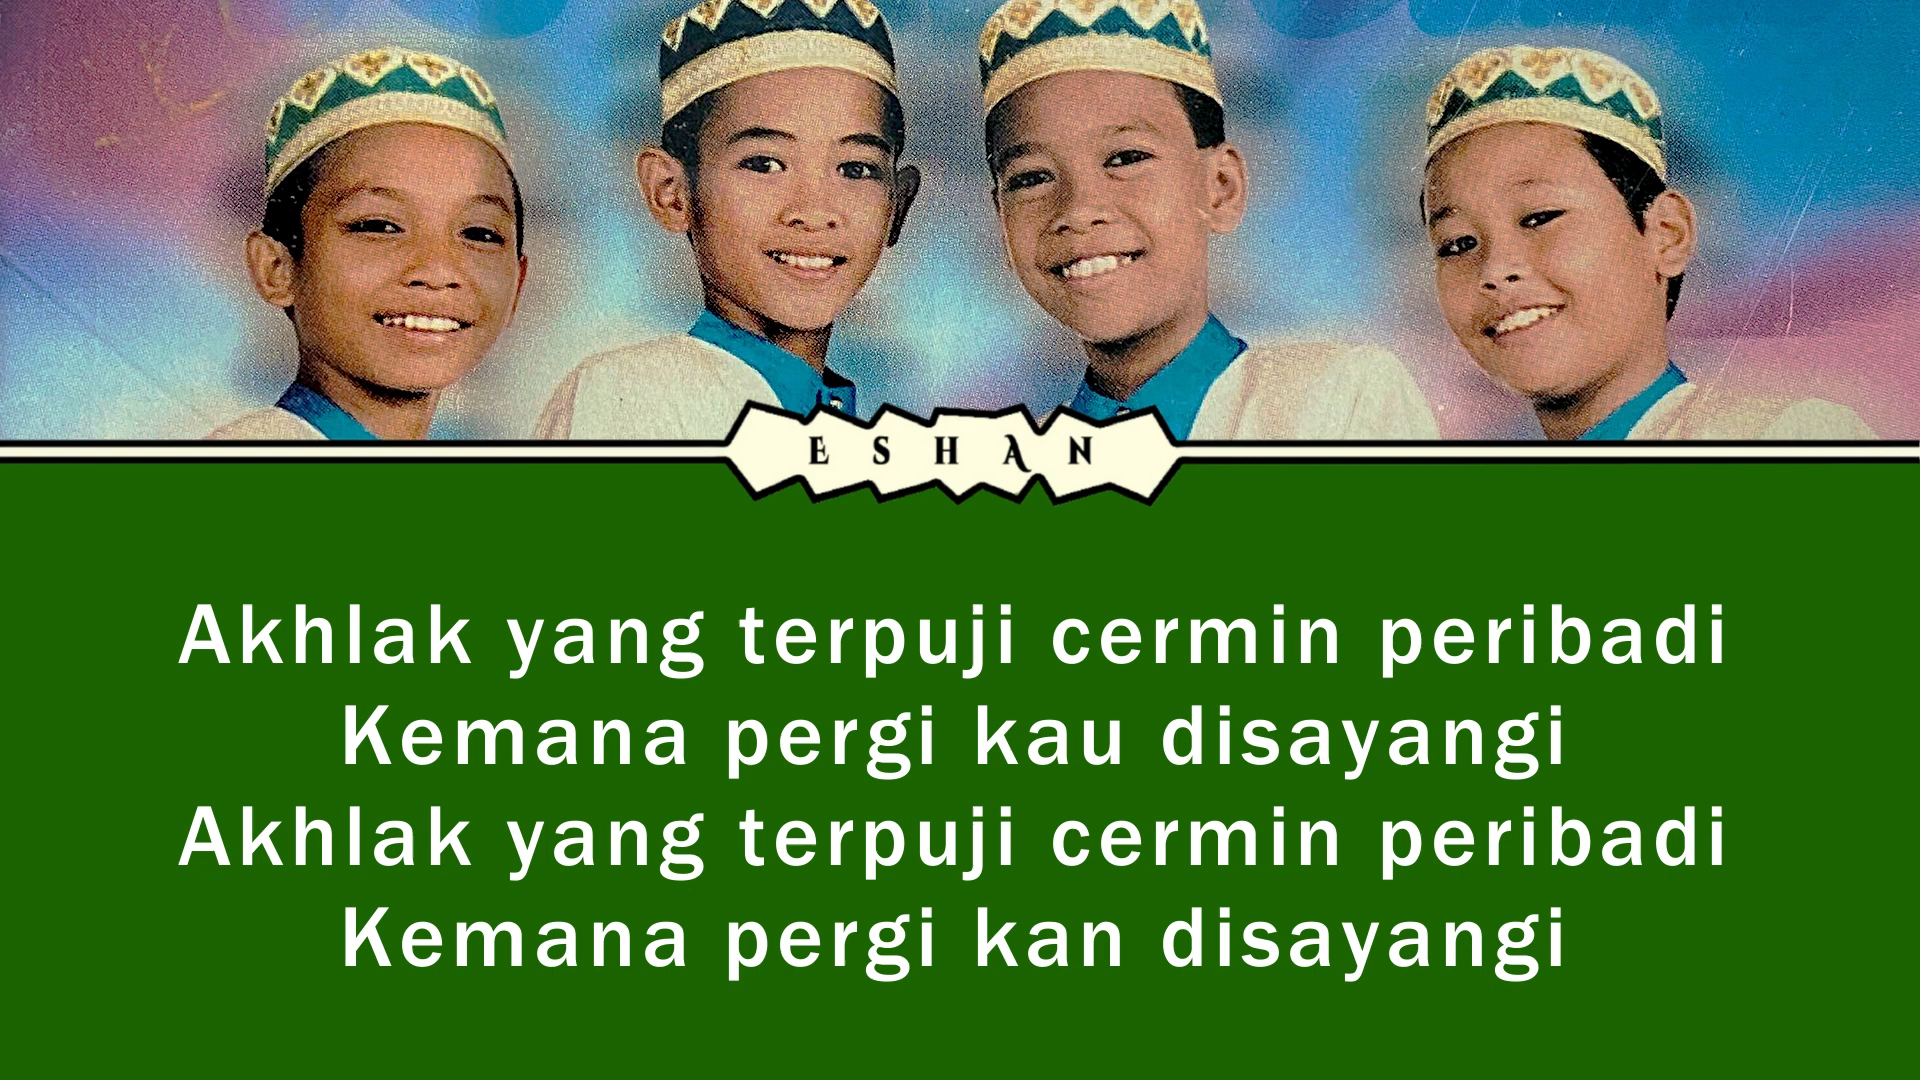 ESHAN
Akhlak yang terpuji cermin peribadi
Kemana pergi kau disayangi
Akhlak yang terpuji cermin peribadi
Kemana pergi kan disayangi